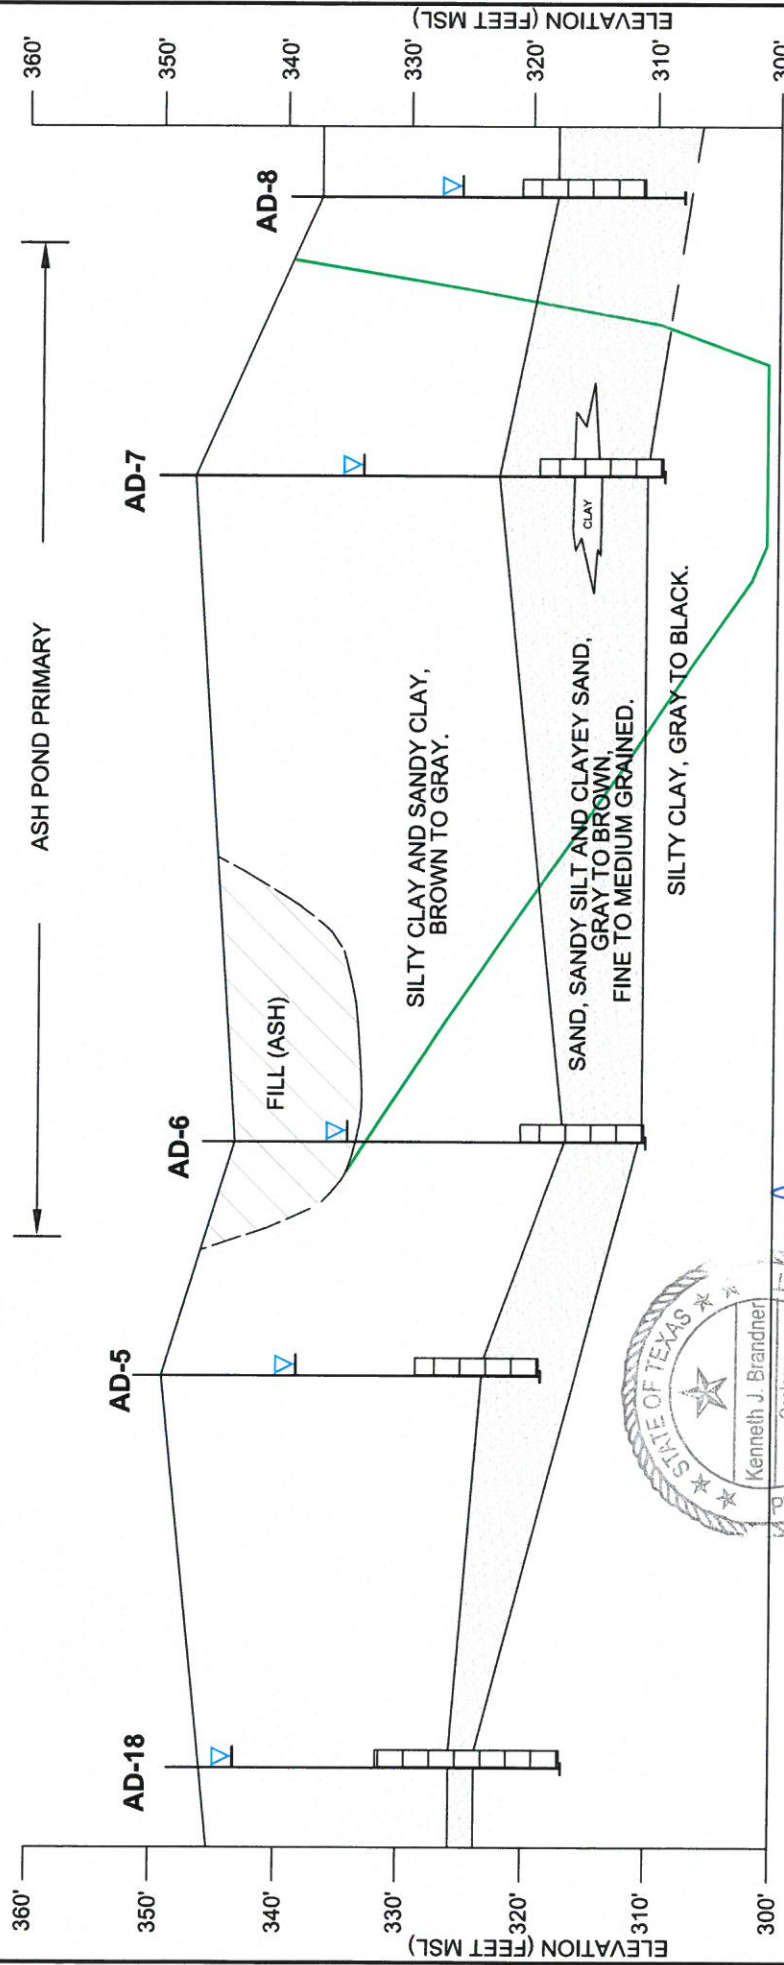 ELEVATION (FEET MSL)
360'
350'
340'
330'
320'
310'
300'
ASH POND PRIMARY
AD-18
AD-5
AD-6
AD-7
AD-8
FILL (ASH)
SILTY CLAY AND SANDY CLAY,
BROWN TO GRAY.
SAND, SANDY SILT AND CLAYEY SAND,
GRAY TO BROWN,
FINE TO MEDIUM GRAINED.
CLAY
SILTY CLAY, GRAY TO BLACK.
STATE OF TEXAS
Kenneth J. Brandner
ELEVATION (FEET MSL)
360'
350'
340'
330'
320'
310'
300'